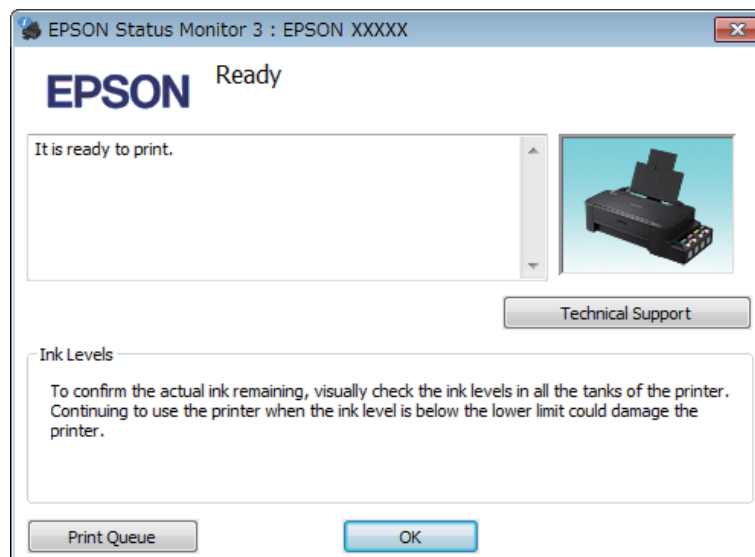 EPSON Status Monitor 3 : EPSON XXXXX
EPSON
Ready
It is ready to print.
Technical Support
Ink Levels
To confirm the actual ink remaining, visually check the ink levels in all the tanks of the printer.
Continuing to use the printer when the ink level is below the lower limit could damage the
printer.
Print Queue
OK